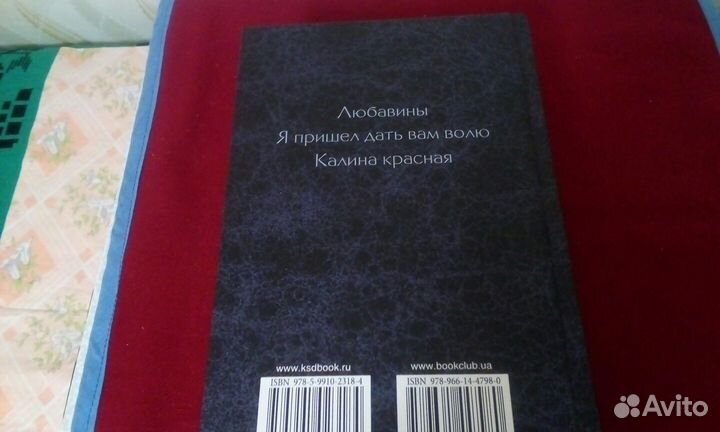 Любавины
Я пришел дать вам волю
Калина красная
www.ksdbook.ru
www.bookclub.ua
ISBN 978-5-9910-2318-4
ISBN 978-966-14-4798-0
Avito